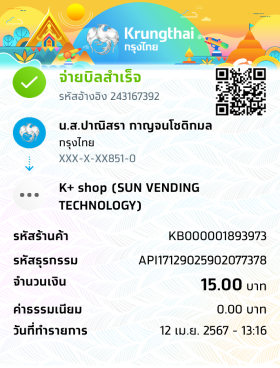 Krungthai
กรุงไทย
จ่ายบิลสำเร็จ
รหัสอ้างอิง 243167392
น.ส.ปาณิสรา กาญจนโชติกมล
กรุงไทย
XXX-X-XX851-0
K+ shop (SUN VENDING
TECHNOLOGY)
รหัสร้านค้า KB000001893973
รหัสธุรกรรม API17129025902077378
จำนวนเงิน 15.00 บาท
ค่าธรรมเนียม 0.00 บาท
วันที่ทำรายการ 12 เม.ย. 2567 - 13:16